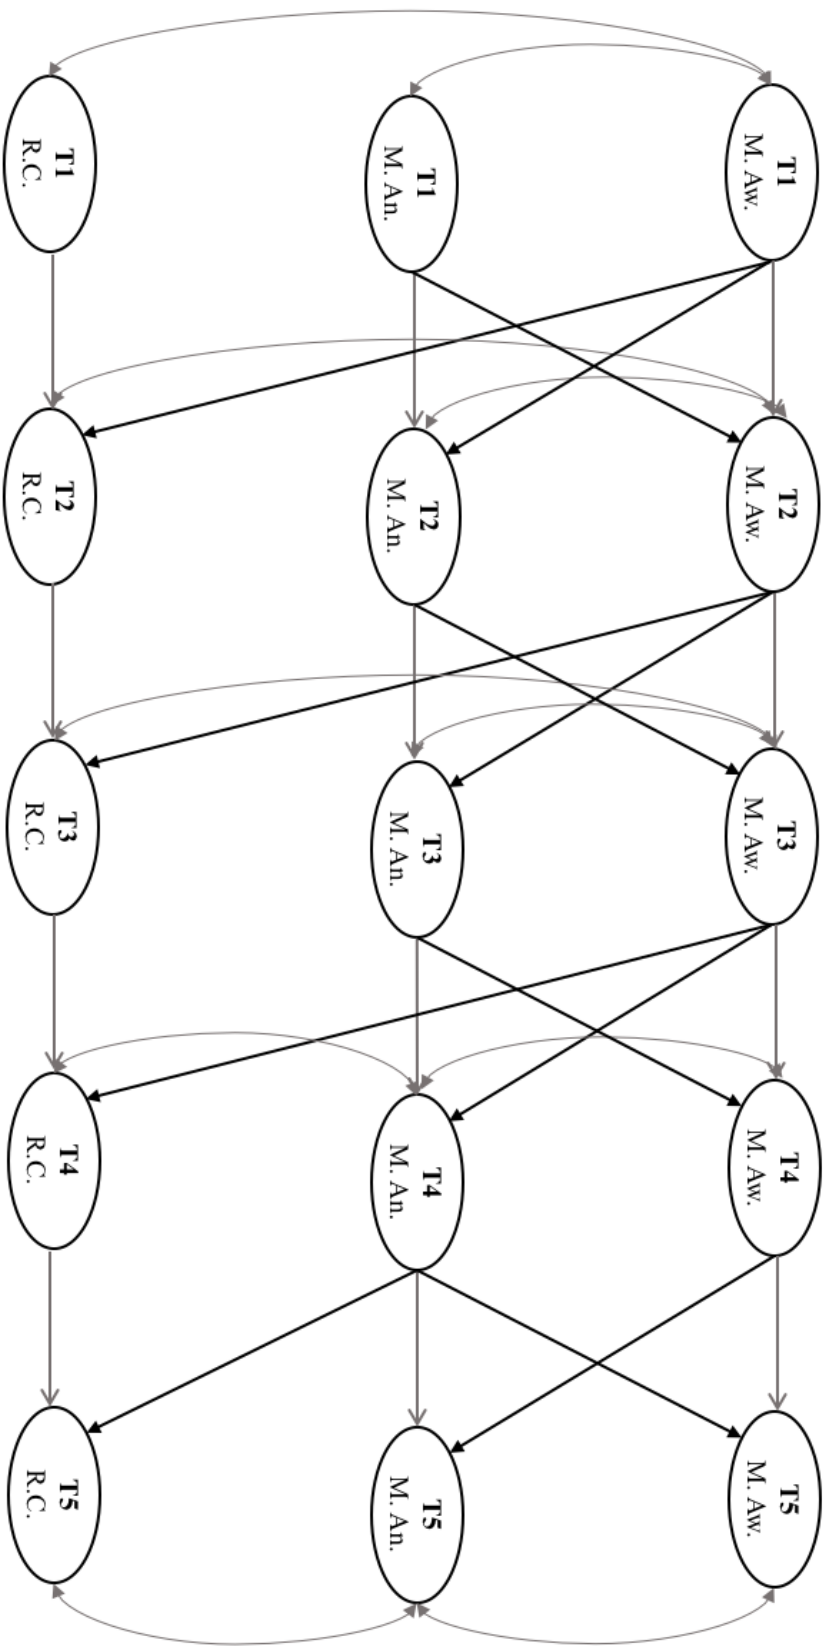 T1
M. Aw.
T2
M. Aw.
T3
M. Aw.
T4
M. Aw.
T5
M. Aw.
T1
M. An.
T2
M. An.
T3
M. An.
T4
M. An.
T5
M. An.
T1
R.C.
T2
R.C.
T3
R.C.
T4
R.C.
T5
R.C.